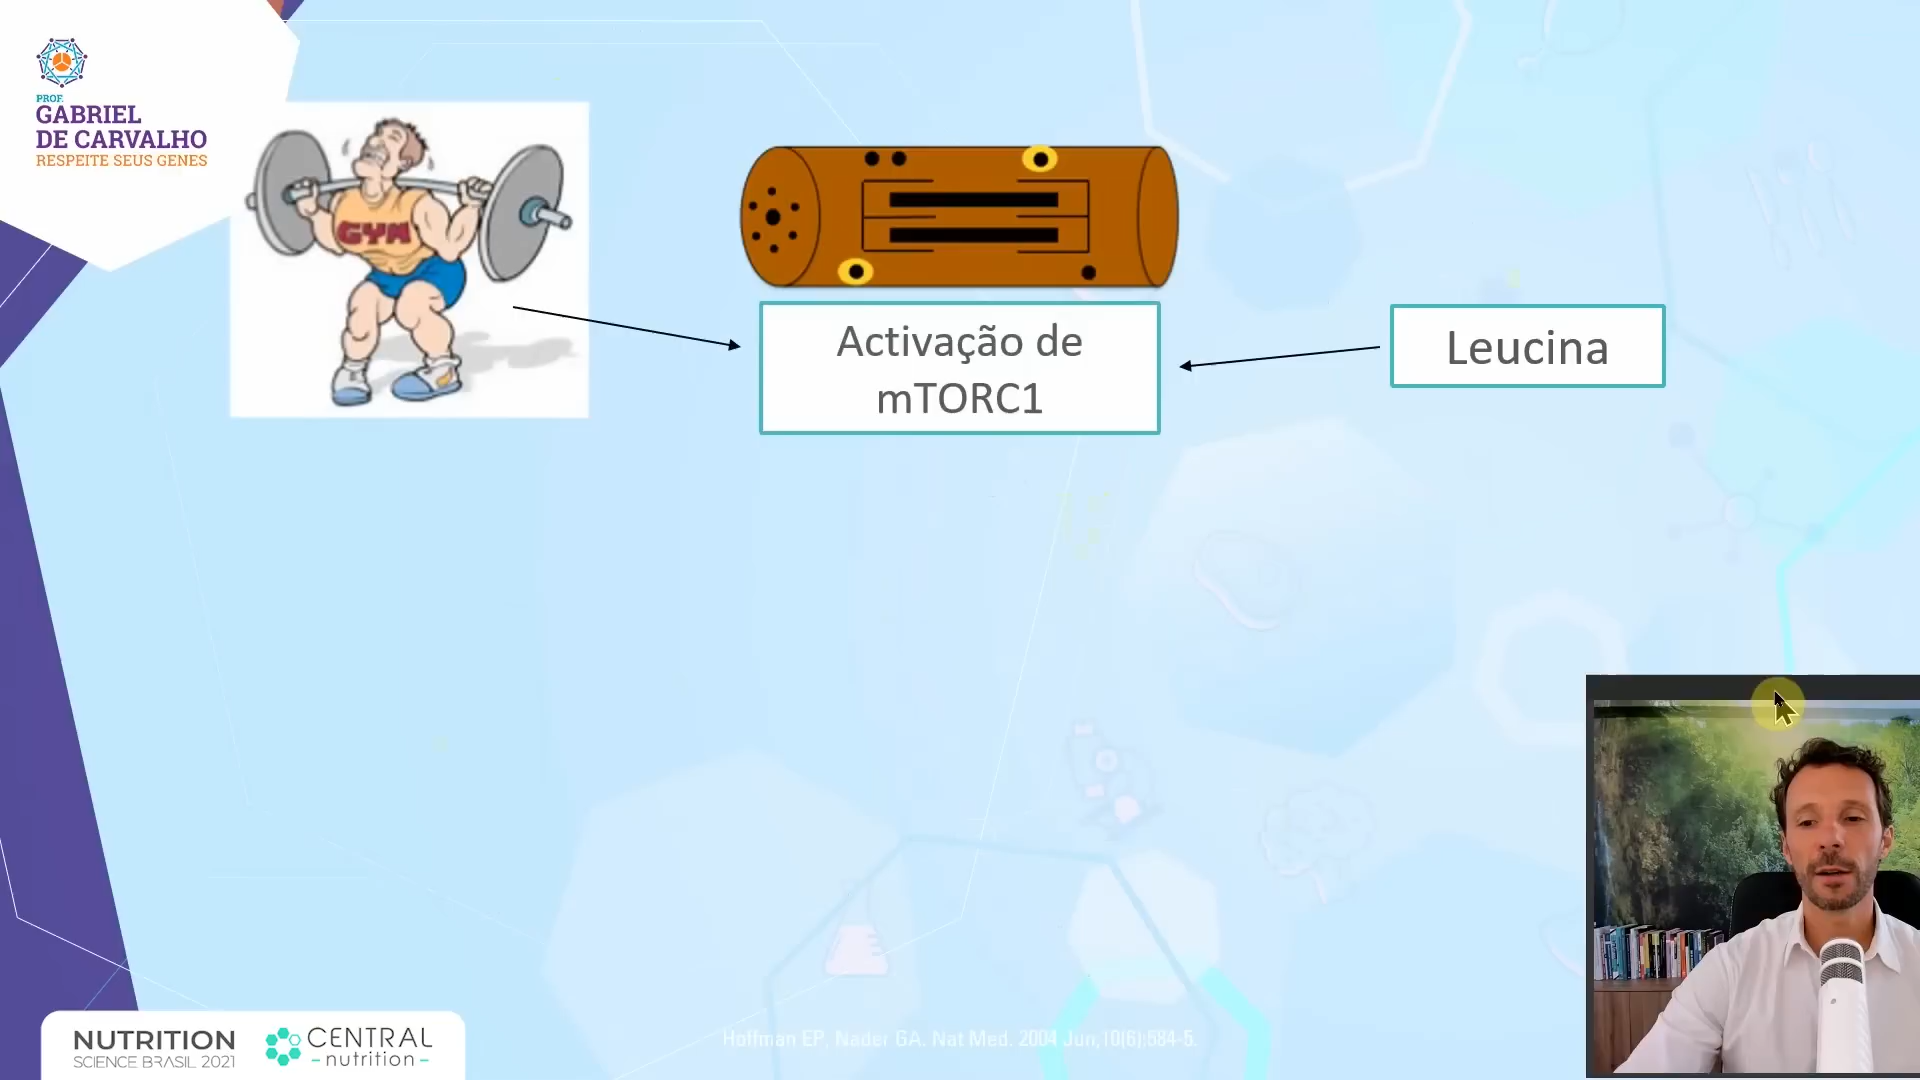 PROF.
GABRIEL
DE CARVALHO
RESPEITE SEUS GENES
GYM
Activação de
mTORC1
Leucina
Hoffman EP, Nader GA. Nat Med. 2004 Jun,10(6):584-5.
NUTRITION
SCIENCE BRASIL 2021
CENTRAL
nutrition